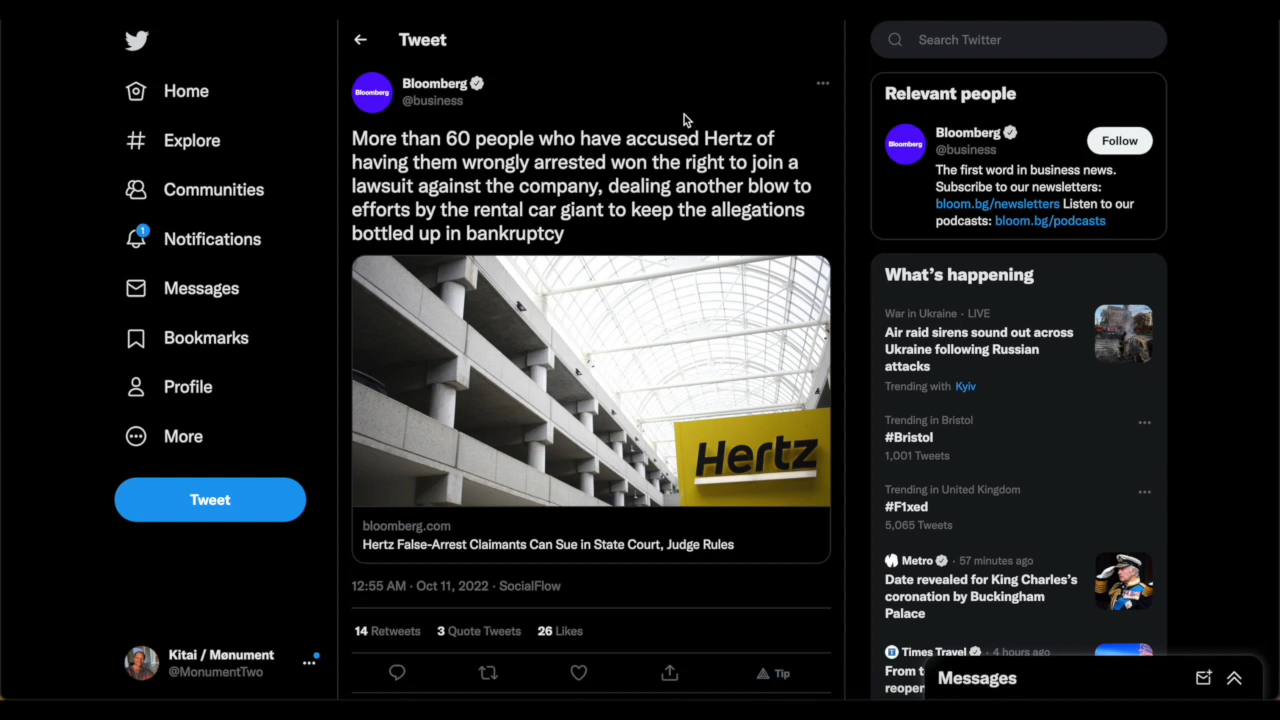 Home
Explore
Communities
1
Notifications
Messages
Bookmarks
Profile
More
Tweet
Kitai / Mønument
@MonumentTwo
Tweet
Bloomberg
Bloomberg
@business
More than 60 people who have accused Hertz of
having them wrongly arrested won the right to join a
lawsuit against the company, dealing another blow to
efforts by the rental car giant to keep the allegations
bottled up in bankruptcy
Hertz
bloomberg.com
Hertz False-Arrest Claimants Can Sue in State Court, Judge Rules
12:55 AM · Oct 11, 2022 · SocialFlow
14 Retweets 3 Quote Tweets 26 Likes
Tip
Search Twitter
Relevant people
Bloomberg
Bloomberg
@business
Follow
The first word in business news.
Subscribe to our newsletters:
bloom.bg/newsletters Listen to our
podcasts: bloom.bg/podcasts
What's happening
War in Ukraine · LIVE
Air raid sirens sound out across
Ukraine following Russian
attacks
Trending with Kyiv
Trending in Bristol
#Bristol
1,001 Tweets
Trending in United Kingdom
#F1xed
5,065 Tweets
Metro · 57 minutes ago
Date revealed for King Charles's
coronation by Buckingham
Palace
Times Travel · 4 hours ago
From
Messages